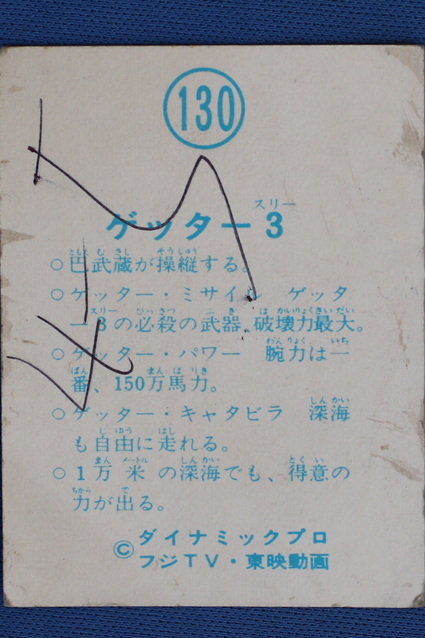 130
ゲッター3
○巴武蔵が操縦する。
○ゲッター・ミサイル ゲッタ
ー3の必殺の武器、破壊力最大。
○ゲッター・パワー 腕力は一
番、150万馬力。
○ゲッター・キャタピラ 深海
も自由に走れる。
○1万米の深海でも、得意の
力が出る。
©ダイナミックプロ
フジTV・東映動画